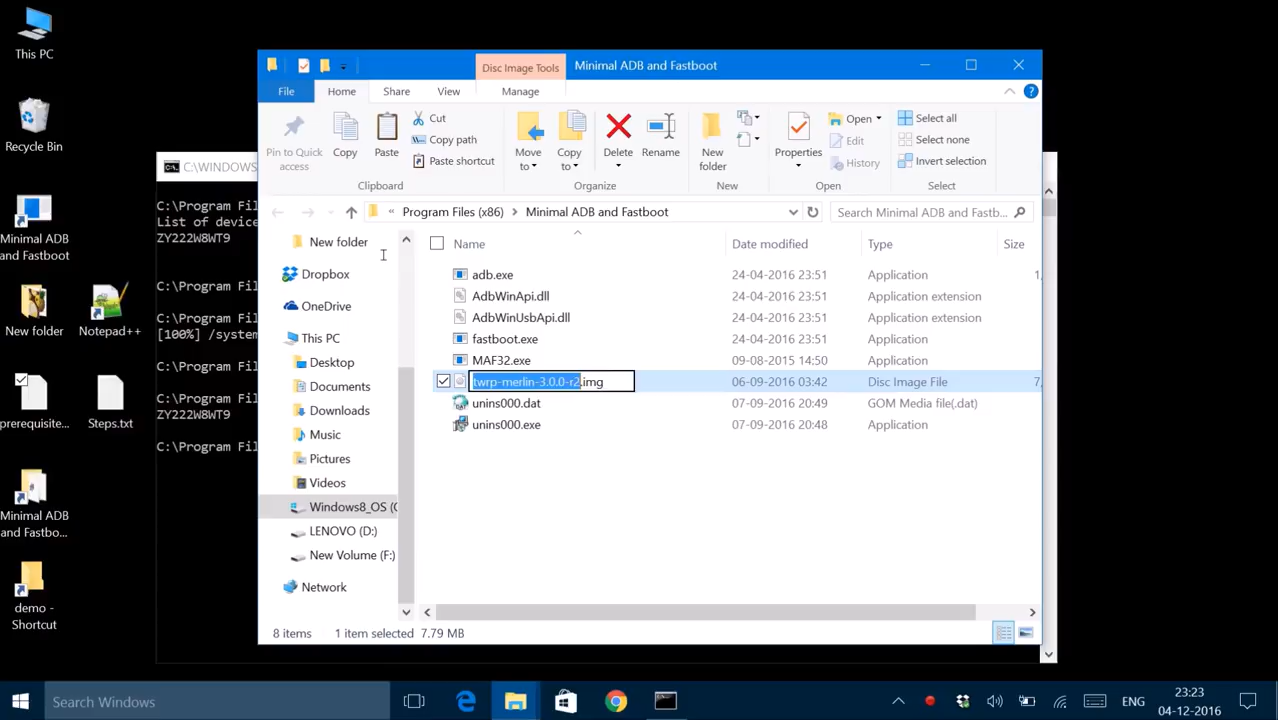 This PC
Recycle Bin
Minimal ADB
and Fastboot
New folder
Notepad++
prerequisite...
Steps.txt
Minimal ADB
and Fastbo...
demo -
Shortcut
C:\WINDOWS
C:\Program Fil
List of device
ZY222W8WT9
C:\Program Fil
C:\Program Fil
[100%] /system
C:\Program Fil
ZY222W8WT9
C:\Program Fil
Disc Image Tools
Minimal ADB and Fastboot
File
Home
Share
View
Manage
Pin to Quick
access
Copy
Paste
Cut
Copy path
Paste shortcut
Clipboard
Move
to
Copy
to
Delete
Rename
Organize
New
folder
New
Properties
Open
Edit
History
Open
Select all
Select none
Invert selection
Select
« Program Files (x86) > Minimal ADB and Fastboot
Search Minimal ADB and Fastb...
New folder
Dropbox
OneDrive
This PC
Desktop
Documents
Downloads
Music
Pictures
Videos
Windows8_OS (C
LENOVO (D:)
New Volume (F:)
Network
Name Date modified Type Size
adb.exe 24-04-2016 23:51 Application 1,
AdbWinApi.dll 24-04-2016 23:51 Application extension
AdbWinUsbApi.dll 24-04-2016 23:51 Application extension
fastboot.exe 24-04-2016 23:51 Application
MAF32.exe 09-08-2015 14:50 Application
twrp-merlin-3.0.0-r2.img 06-09-2016 03:42 Disc Image File 7,
unins000.dat 07-09-2016 20:49 GOM Media file(.dat)
unins000.exe 07-09-2016 20:48 Application
8 items 1 item selected 7.79 MB
Search Windows
ENG
23:23
04-12-2016